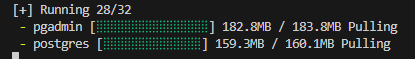 [+] Running 28/32
- pgadmin [⣿⣿⣿⣿⣿⣿⣿⣿⣿⣿⣿⣿⣿⣿⣿] 182.8MB / 183.8MB Pulling
- postgres [⣿⣿⣿⣿⣿⣿⣿⣿⣿⣿⣿⣿⣿⣿] 159.3MB / 160.1MB Pulling